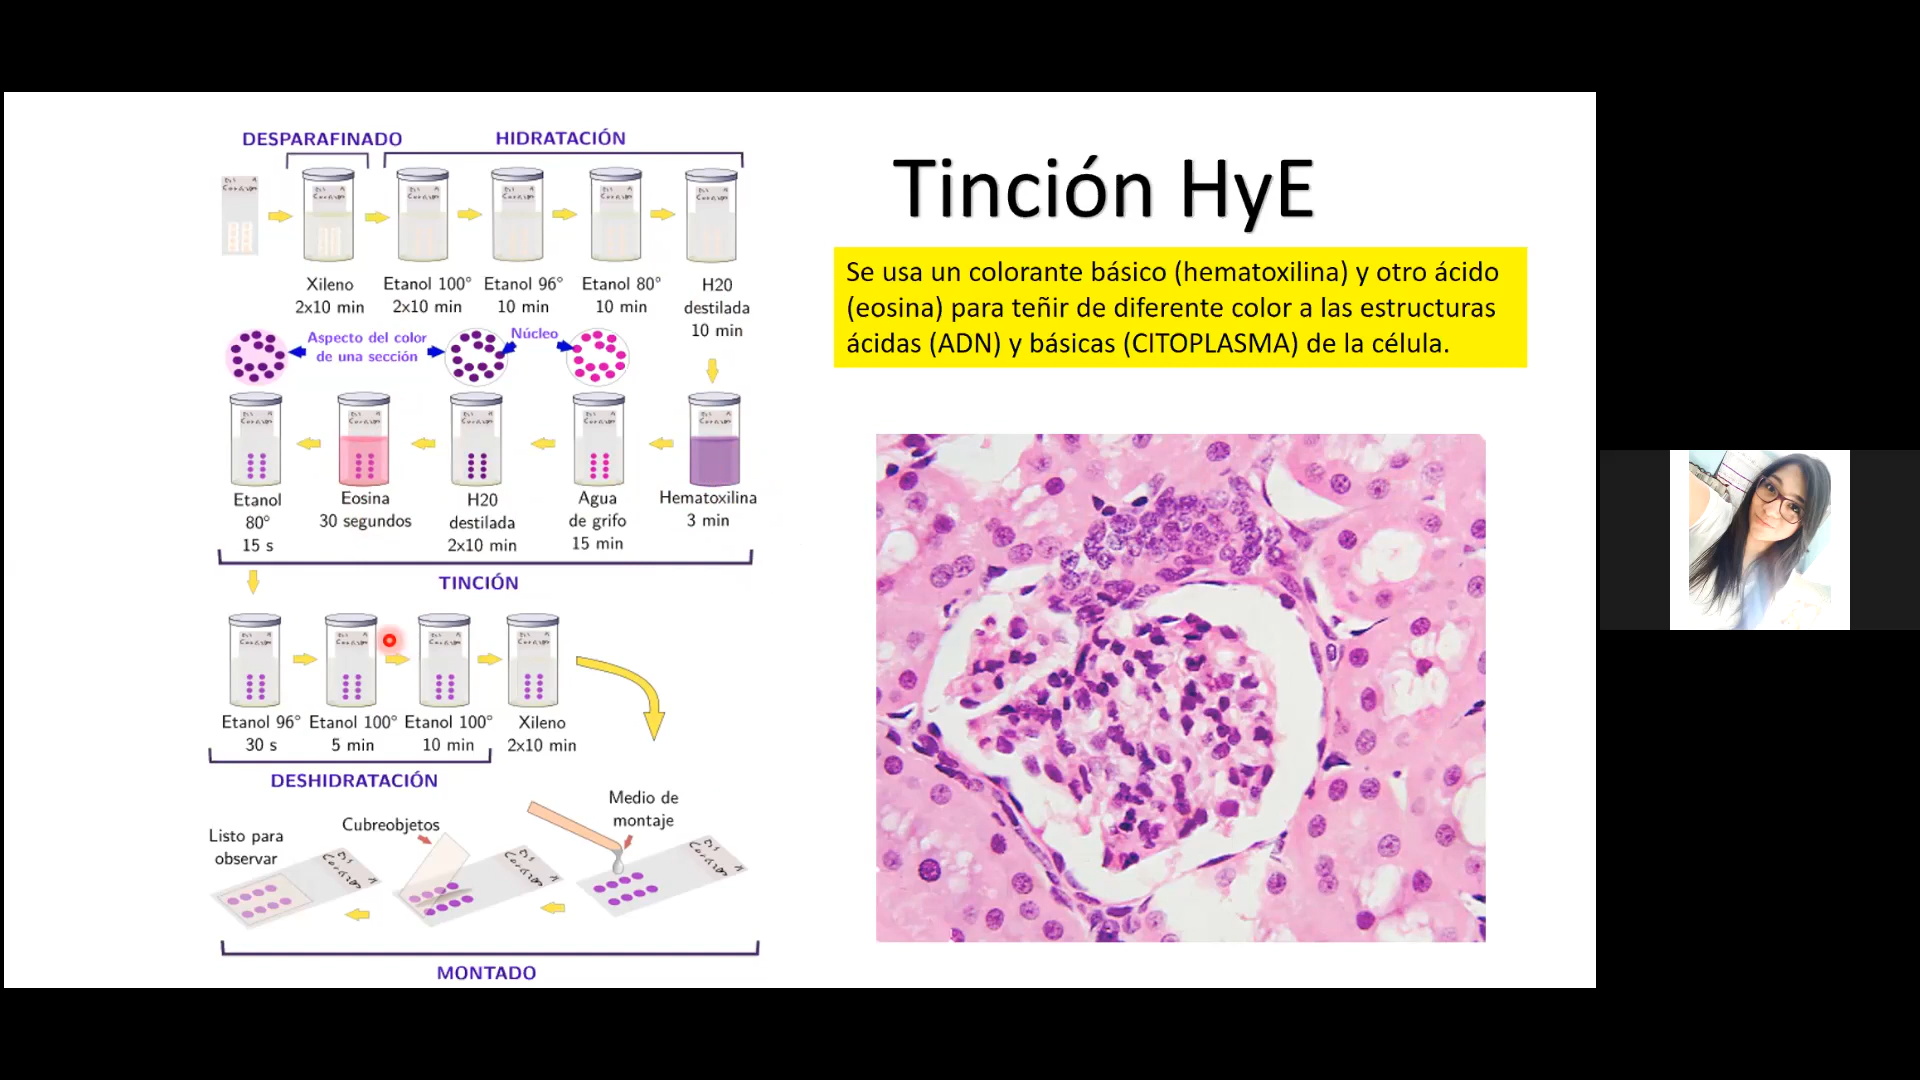 DESPARAFINADO
HIDRATACIÓN
Xileno
2x10 min
Etanol 100°
2x10 min
Etanol 96°
10 min
Etanol 80°
10 min
H20
destilada
10 min
Aspecto del color
de una sección
Núcleo
Etanol
80°
15 s
Eosina
30 segundos
H20
destilada
2x10 min
Agua
de grifo
15 min
Hematoxilina
3 min
TINCIÓN
Etanol 96°
30 s
Etanol 100°
5 min
Etanol 100°
10 min
Xileno
2x10 min
DESHIDRATACIÓN
Listo para
observar
Cubreobjetos
Medio de
montaje
MONTADO
Tinción HyE
Se usa un colorante básico (hematoxilina) y otro ácido
(eosina) para teñir de diferente color a las estructuras
ácidas (ADN) y básicas (CITOPLASMA) de la célula.